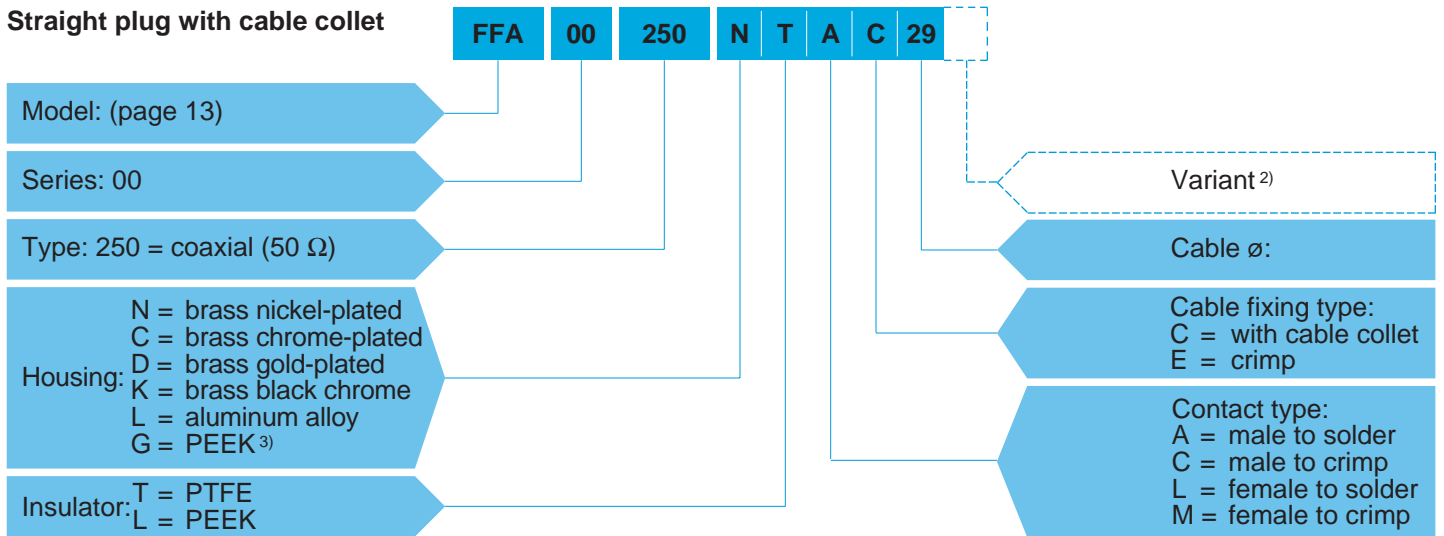 Straight plug with cable collet
FFA 00 250 N T A C 29
Model: (page 13)
Series: 00
Variant 2)
Type: 250 = coaxial (50 Ω)
Cable ø:
Housing:
N = brass nickel-plated
C = brass chrome-plated
D = brass gold-plated
K = brass black chrome
L = aluminum alloy
G = PEEK 3)
Cable fixing type:
C = with cable collet
E = crimp
Insulator:
T = PTFE
L = PEEK
Contact type:
A = male to solder
C = male to crimp
L = female to solder
M = female to crimp